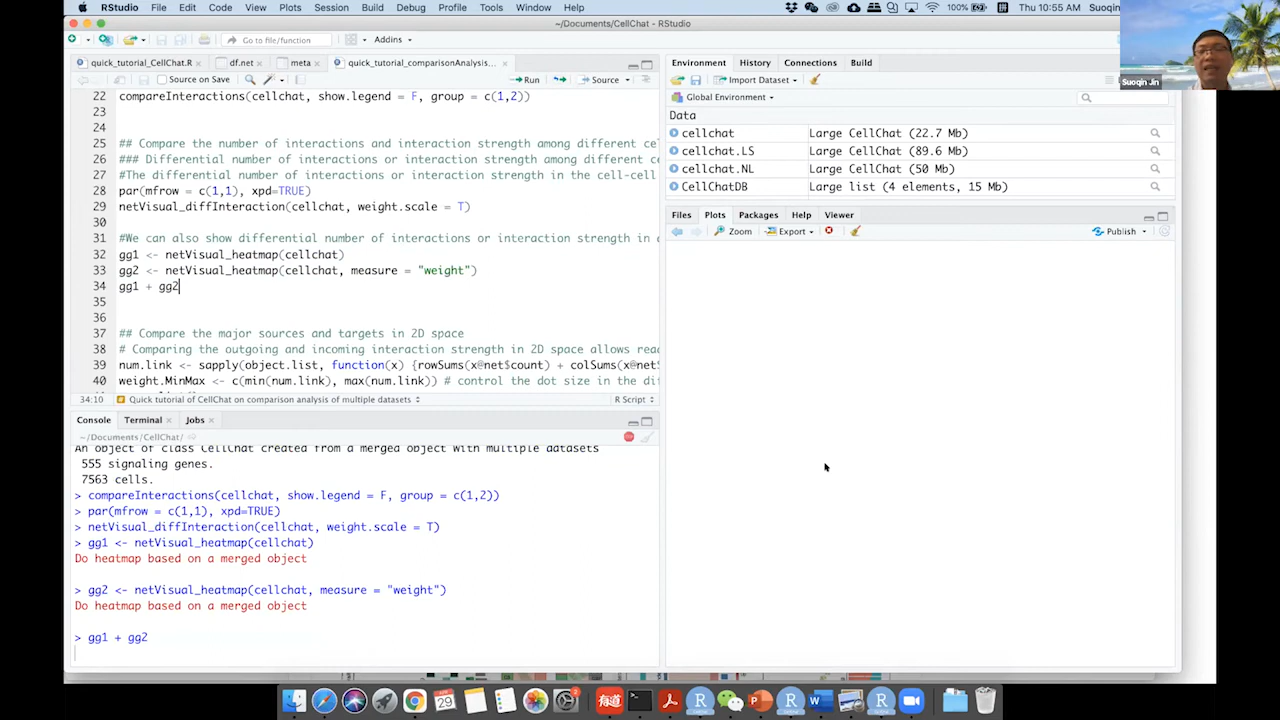 RStudio File Edit Code View Plots Session Build Debug Profile Tools Window Help 100% Thu 10:55 AM Suoqin
~/Documents/CellChat - RStudio
Go to file/function Addins
quick_tutorial_CellChat.R df.net meta quick_tutorial_comparisonAnalysis...
Source on Save Run Source
22 compareInteractions(cellchat, show.legend = F, group = c(1,2))
23
24
25 ## Compare the number of interactions and interaction strength among different cel
26 ### Differential number of interactions or interaction strength among different ce
27 #The differential number of interactions or interaction strength in the cell-cell
28 par(mfrow = c(1,1), xpd=TRUE)
29 netVisual_diffInteraction(cellchat, weight.scale = T)
30
31 #We can also show differential number of interactions or interaction strength in
32 gg1 <- netVisual_heatmap(cellchat)
33 gg2 <- netVisual_heatmap(cellchat, measure = "weight")
34 gg1 + gg2
35
36
37 ## Compare the major sources and targets in 2D space
38 # Comparing the outgoing and incoming interaction strength in 2D space allows rea
39 num.link <- sapply(object.list, function(x) {rowSums(x@net$count) + colSums(x@net
40 weight.MinMax <- c(min(num.link), max(num.link)) # control the dot size in the dif
34:10 Quick tutorial of CellChat on comparison analysis of multiple datasets R Script
Console Terminal Jobs
~/Documents/CellChat/
An object of class CellChat created from a merged object with multiple datasets
555 signaling genes.
7563 cells.
> compareInteractions(cellchat, show.legend = F, group = c(1,2))
> par(mfrow = c(1,1), xpd=TRUE)
> netVisual_diffInteraction(cellchat, weight.scale = T)
> gg1 <- netVisual_heatmap(cellchat)
Do heatmap based on a merged object
> gg2 <- netVisual_heatmap(cellchat, measure = "weight")
Do heatmap based on a merged object
> gg1 + gg2
Environment History Connections Build
Import Dataset
Global Environment
Data
cellchat Large CellChat (22.7 Mb)
cellchat.LS Large CellChat (89.6 Mb)
cellchat.NL Large CellChat (50 Mb)
CellChatDB Large list (4 elements, 15 Mb)
Files Plots Packages Help Viewer
Zoom Export Publish
Suoqin Jin
29
有道